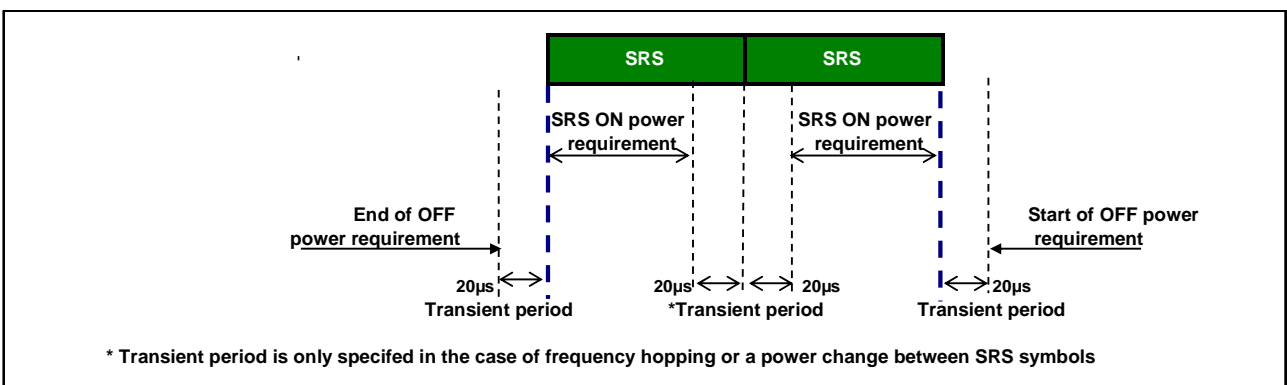 SRS SRS
SRS ON power
requirement
SRS ON power
requirement
End of OFF
power requirement
Start of OFF power
requirement
20µs 20µs 20µs 20µs
Transient period *Transient period Transient period
* Transient period is only specifed in the case of frequency hopping or a power change between SRS symbols